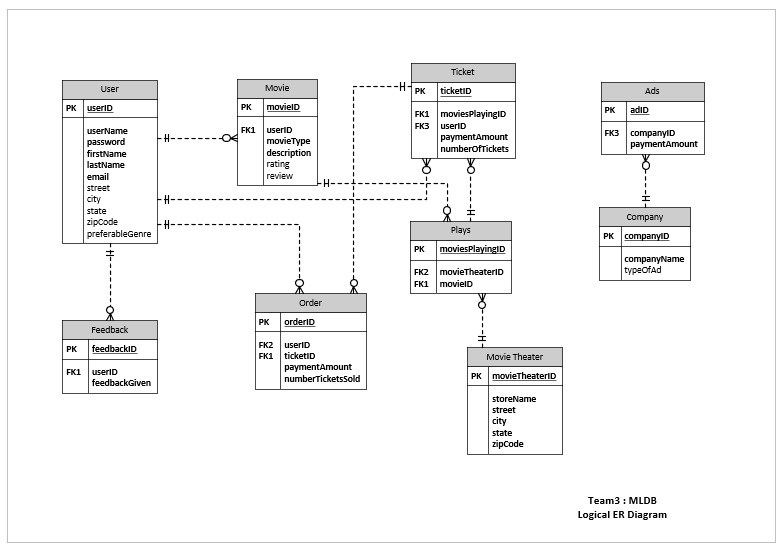 User
PK userID
userName
password
firstName
lastName
email
street
city
state
zipCode
preferableGenre
Movie
PK movieID
FK1 userID
movieType
description
rating
review
Ticket
PK ticketID
FK1 moviesPlayingID
FK3 userID
paymentAmount
numberOfTickets
Ads
PK adID
FK3 companyID
paymentAmount
Plays
PK moviesPlayingID
FK2 movieTheaterID
FK1 movieID
Company
PK companyID
companyName
typeOfAd
Feedback
PK feedbackID
FK1 userID
feedbackGiven
Order
PK orderID
FK2 userID
FK1 ticketID
paymentAmount
numberTicketsSold
Movie Theater
PK movieTheaterID
storeName
street
city
state
zipCode
Team3 : MLDB
Logical ER Diagram